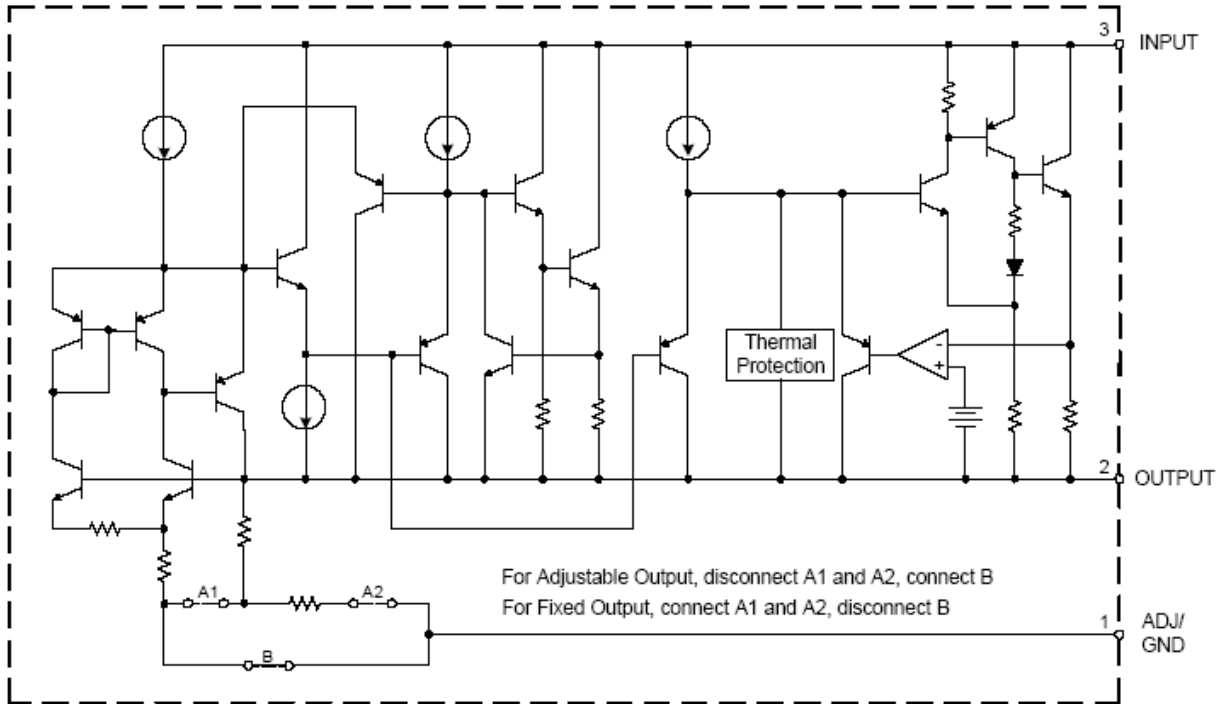 3
INPUT
Thermal
Protection
-
+
2
OUTPUT
For Adjustable Output, disconnect A1 and A2, connect B
For Fixed Output, connect A1 and A2, disconnect B
A1
A2
1
ADJ/
GND
B